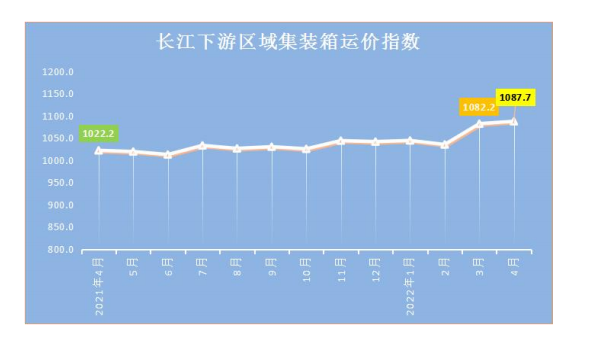 长江下游区域集装箱运价指数
1200.0
1150.0
1100.0
1050.0
1000.0
950.0
900.0
850.0
800.0
1022.2
1082.2
1087.7
2021年4月
5月
6月
7月
8月
9月
10月
11月
12月
2022年1月
2月
3月
4月